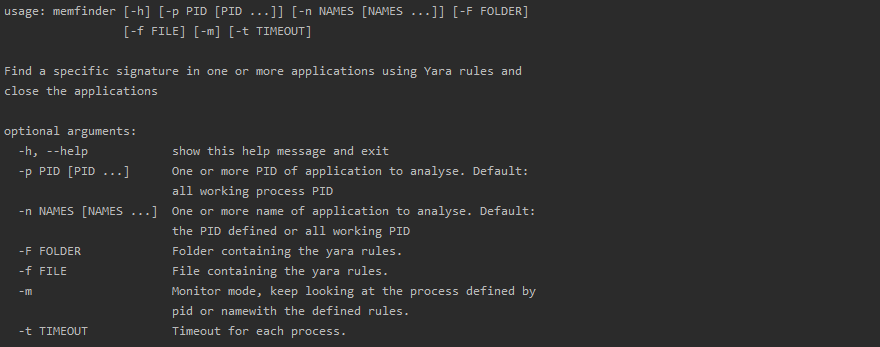 usage: memfinder [-h] [-p PID [PID ...]] [-n NAMES [NAMES ...]] [-F FOLDER]
[-f FILE] [-m] [-t TIMEOUT]
Find a specific signature in one or more applications using Yara rules and
close the applications
optional arguments:
-h, --help show this help message and exit
-p PID [PID ...] One or more PID of application to analyse. Default:
all working process PID
-n NAMES [NAMES ...] One or more name of application to analyse. Default:
the PID defined or all working PID
-F FOLDER Folder containing the yara rules.
-f FILE File containing the yara rules.
-m Monitor mode, keep looking at the process defined by
pid or namewith the defined rules.
-t TIMEOUT Timeout for each process.